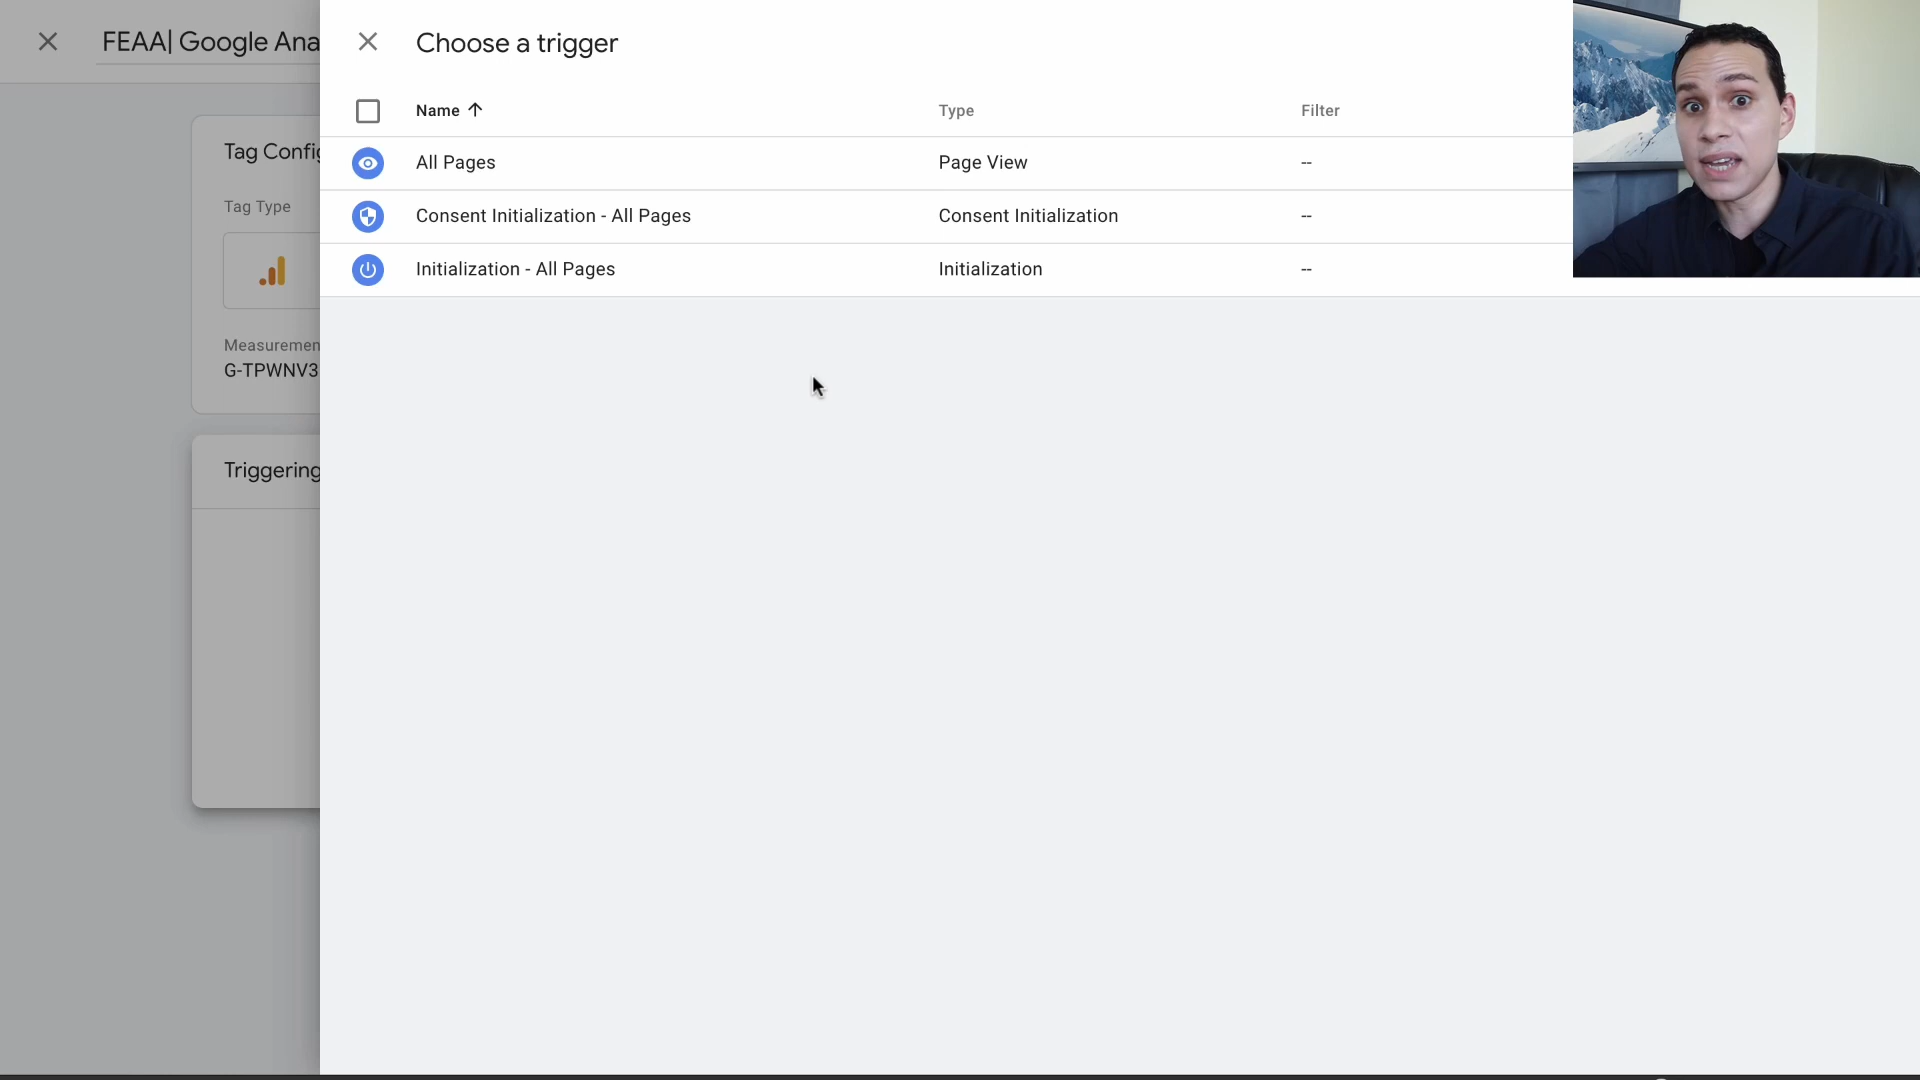 FEAA| Google Ana
Choose a trigger
Name Type Filter
All Pages Page View --
Consent Initialization - All Pages Consent Initialization --
Initialization - All Pages Initialization --
Tag Config
Tag Type
Measuremen
G-TPWNV3
Triggering